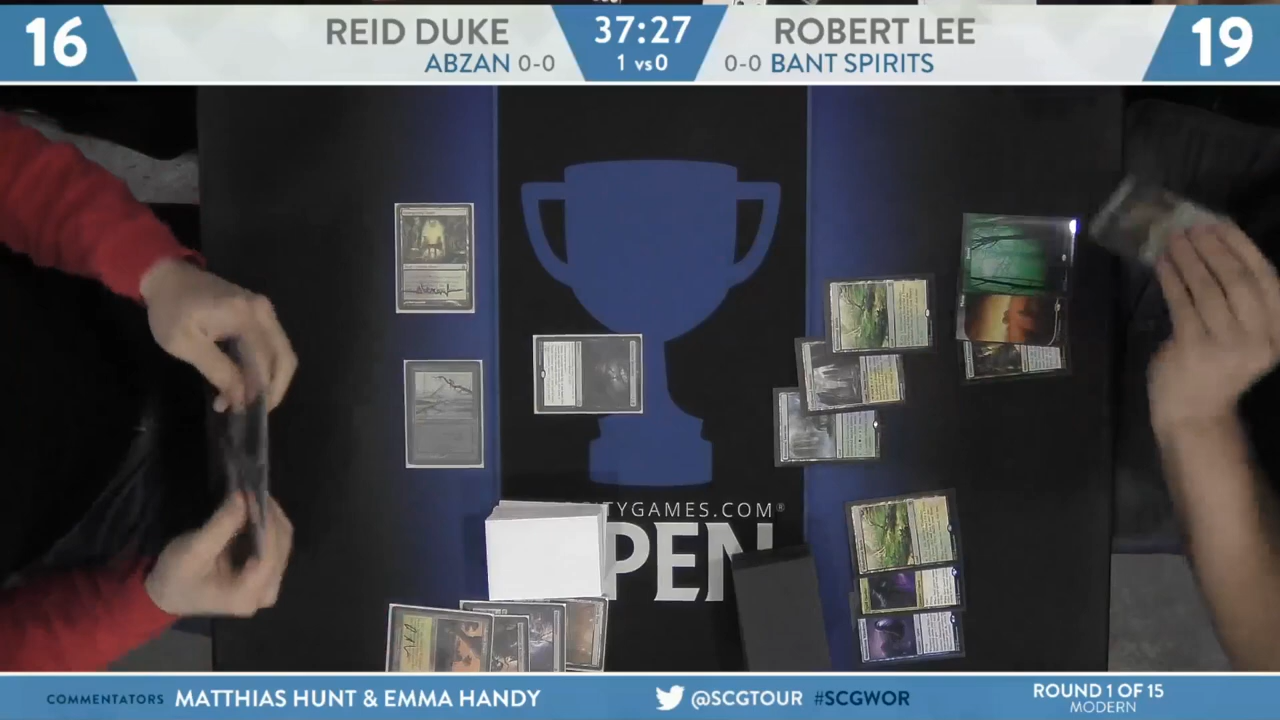 16
REID DUKE
ABZAN 0-0
37:27
1 vs 0
ROBERT LEE
0-0 BANT SPIRITS
19
ITYGAMES.COM®
PEN
COMMENTATORS MATTHIAS HUNT & EMMA HANDY
@SCGTOUR #SCGWOR
ROUND 1 OF 15
MODERN